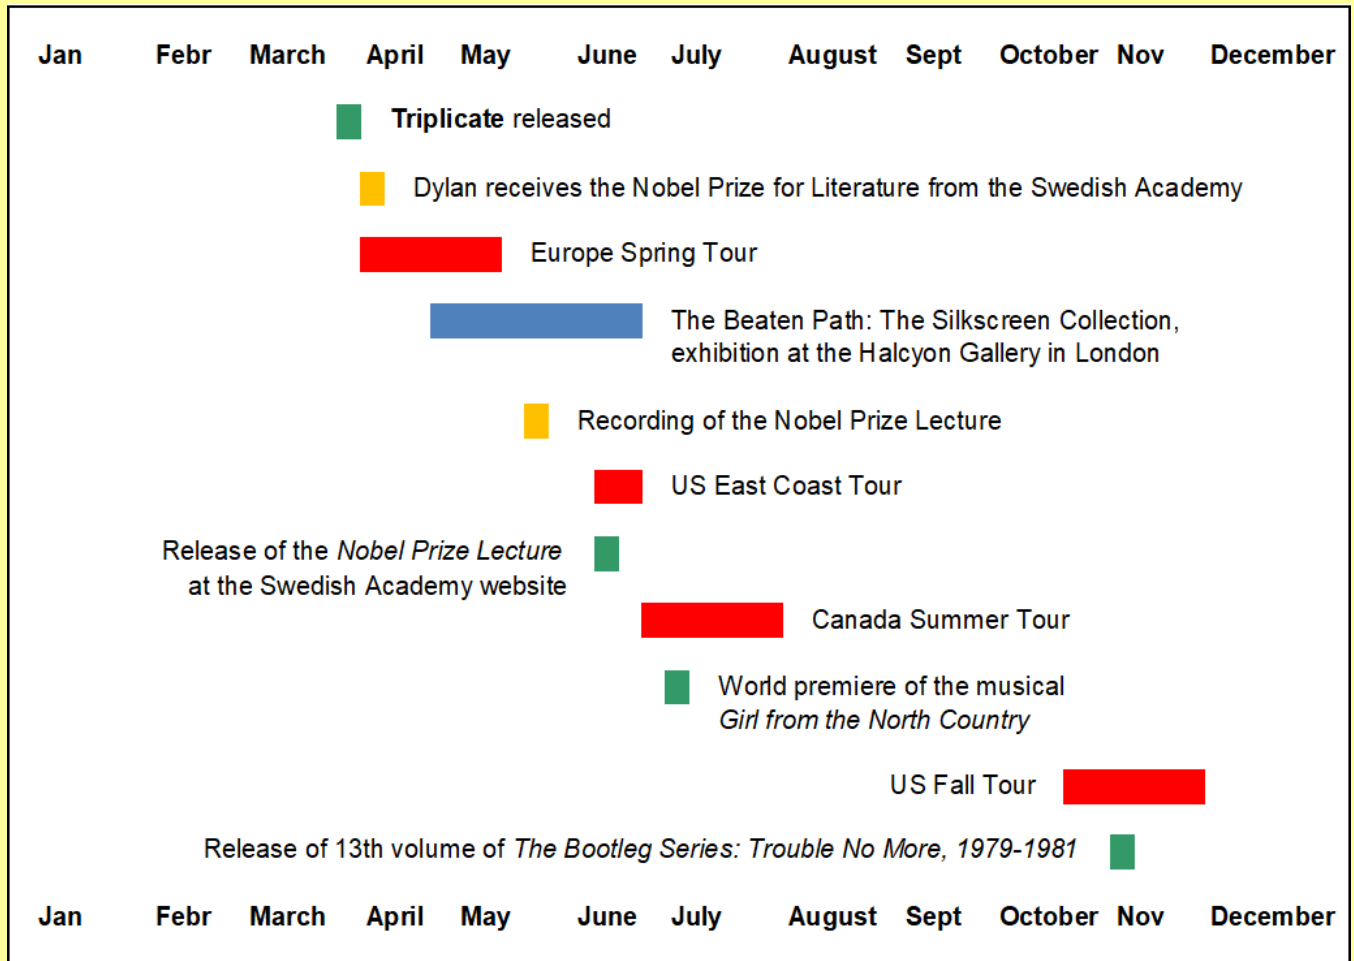 Jan Febr March April May June July August Sept October Nov December
Triplicate released
Dylan receives the Nobel Prize for Literature from the Swedish Academy
Europe Spring Tour
The Beaten Path: The Silkscreen Collection,
exhibition at the Halcyon Gallery in London
Recording of the Nobel Prize Lecture
US East Coast Tour
Release of the Nobel Prize Lecture
at the Swedish Academy website
Canada Summer Tour
World premiere of the musical
Girl from the North Country
US Fall Tour
Release of 13th volume of The Bootleg Series: Trouble No More, 1979-1981
Jan Febr March April May June July August Sept October Nov December